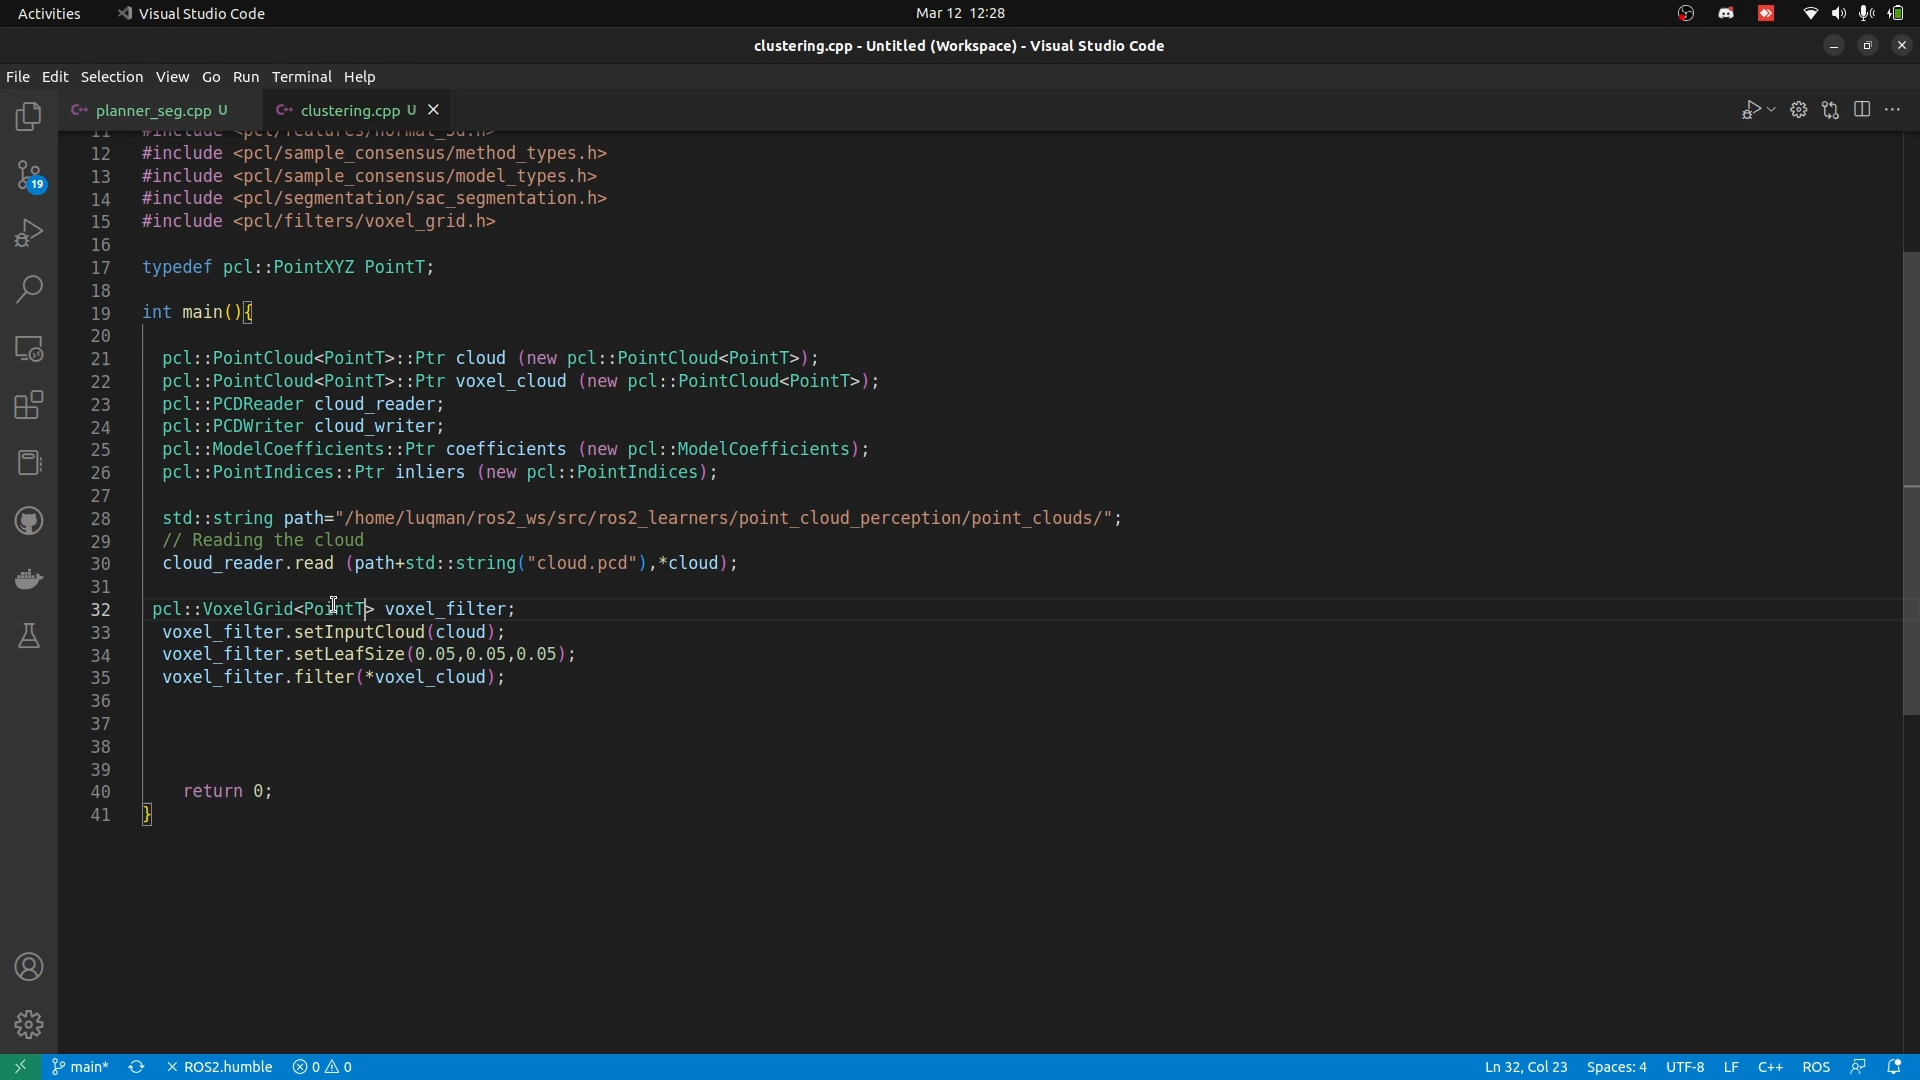 Activities Visual Studio Code Mar 12 12:28
clustering.cpp - Untitled (Workspace) - Visual Studio Code
File Edit Selection View Go Run Terminal Help
planner_seg.cpp U clustering.cpp U
11 #include <pcl/features/normal_3d.h>
12 #include <pcl/sample_consensus/method_types.h>
13 #include <pcl/sample_consensus/model_types.h>
14 #include <pcl/segmentation/sac_segmentation.h>
15 #include <pcl/filters/voxel_grid.h>
16
17 typedef pcl::PointXYZ PointT;
18
19 int main(){
20
21 pcl::PointCloud<PointT>::Ptr cloud (new pcl::PointCloud<PointT>);
22 pcl::PointCloud<PointT>::Ptr voxel_cloud (new pcl::PointCloud<PointT>);
23 pcl::PCDReader cloud_reader;
24 pcl::PCDWriter cloud_writer;
25 pcl::ModelCoefficients::Ptr coefficients (new pcl::ModelCoefficients);
26 pcl::PointIndices::Ptr inliers (new pcl::PointIndices);
27
28 std::string path="/home/luqman/ros2_ws/src/ros2_learners/point_cloud_perception/point_clouds/";
29 // Reading the cloud
30 cloud_reader.read (path+std::string("cloud.pcd"),*cloud);
31
32 pcl::VoxelGrid<PointT> voxel_filter;
33 voxel_filter.setInputCloud(cloud);
34 voxel_filter.setLeafSize(0.05,0.05,0.05);
35 voxel_filter.filter(*voxel_cloud);
36
37
38
39
40 return 0;
41 }
19
main* ROS2.humble 0 0 Ln 32, Col 23 Spaces: 4 UTF-8 LF C++ ROS